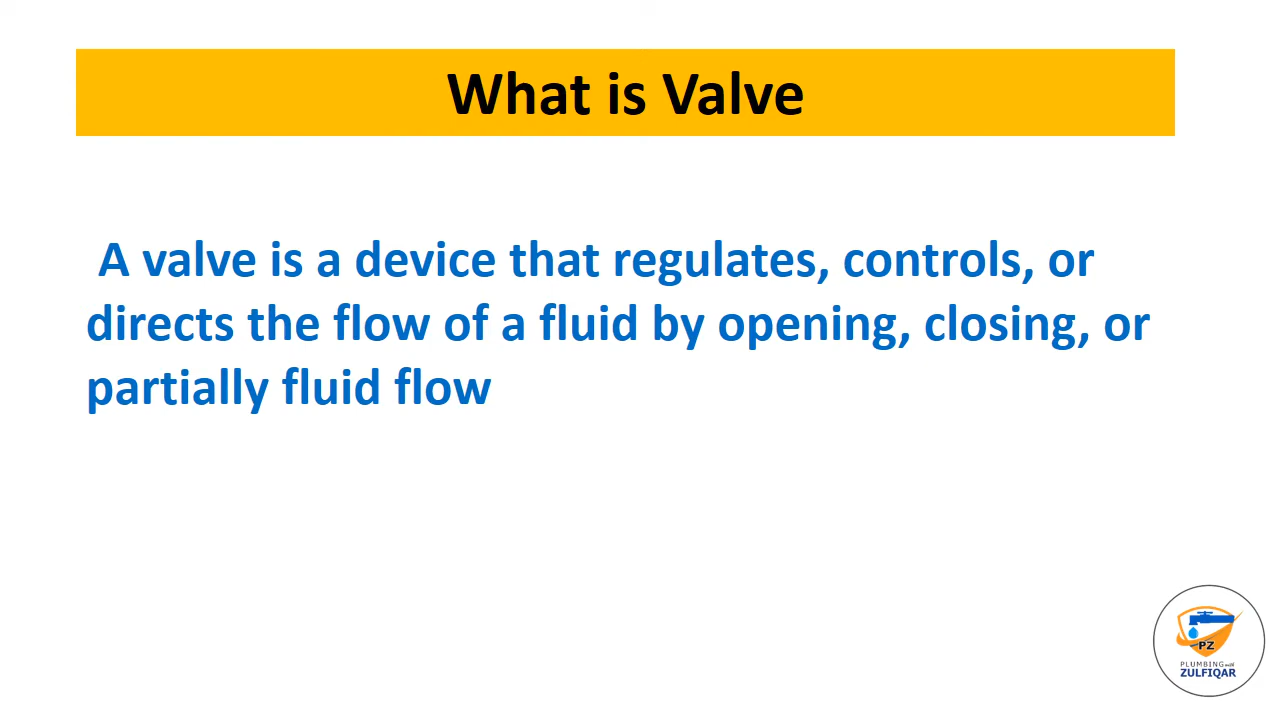 What is Valve
A valve is a device that regulates, controls, or
directs the flow of a fluid by opening, closing, or
partially fluid flow
PZ
PLUMBING with
ZULFIQAR